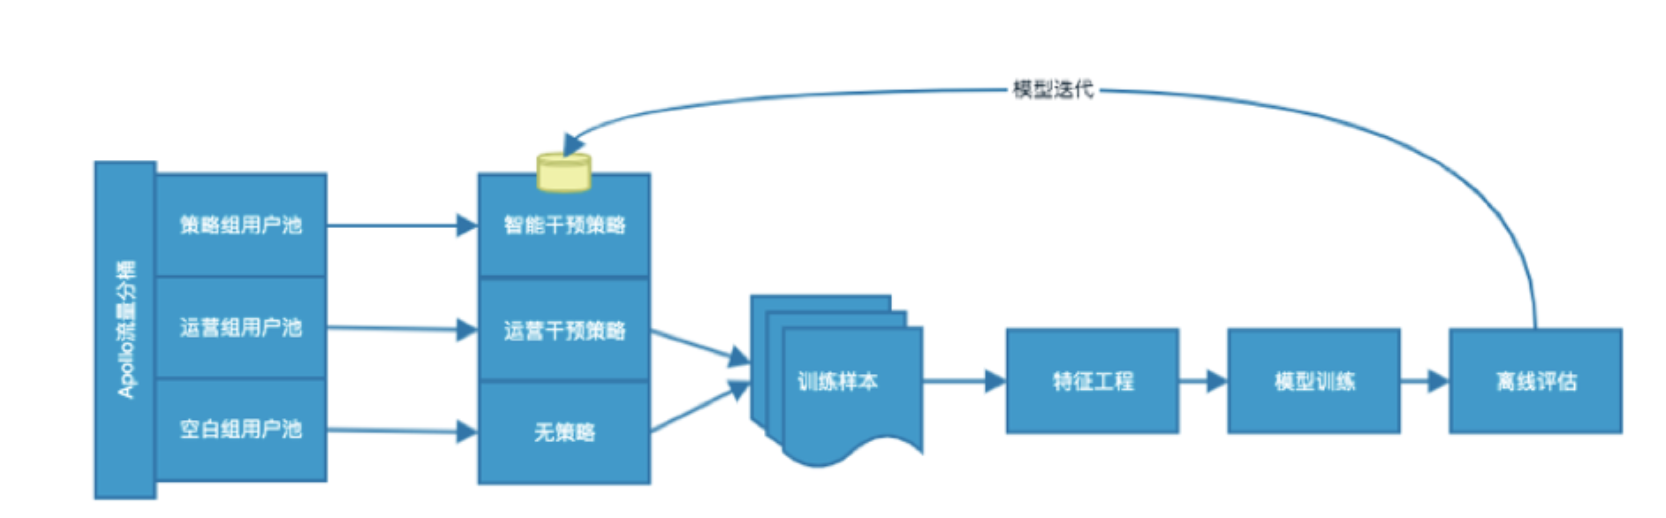 模型迭代
Apollo流量分桶
策略组用户池
智能干预策略
运营组用户池
运营干预策略
空白组用户池
无策略
训练样本
特征工程
模型训练
离线评估